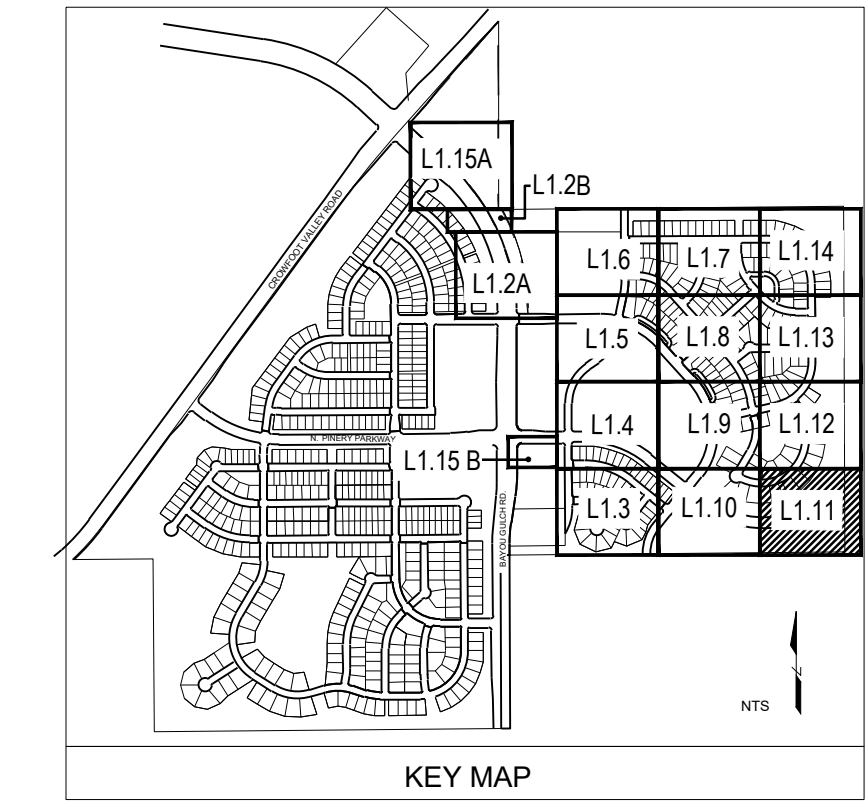 L1.15A
L1.2B
CROWFOOT VALLEY ROAD
L1.6
L1.7
L1.14
L1.2A
L1.5
L1.8
L1.13
L1.4
L1.9
L1.12
N. PINERY PARKWAY
L1.15 B
BAYOU GULCH RD.
L1.3
L1.10
L1.11
N
NTS
KEY MAP